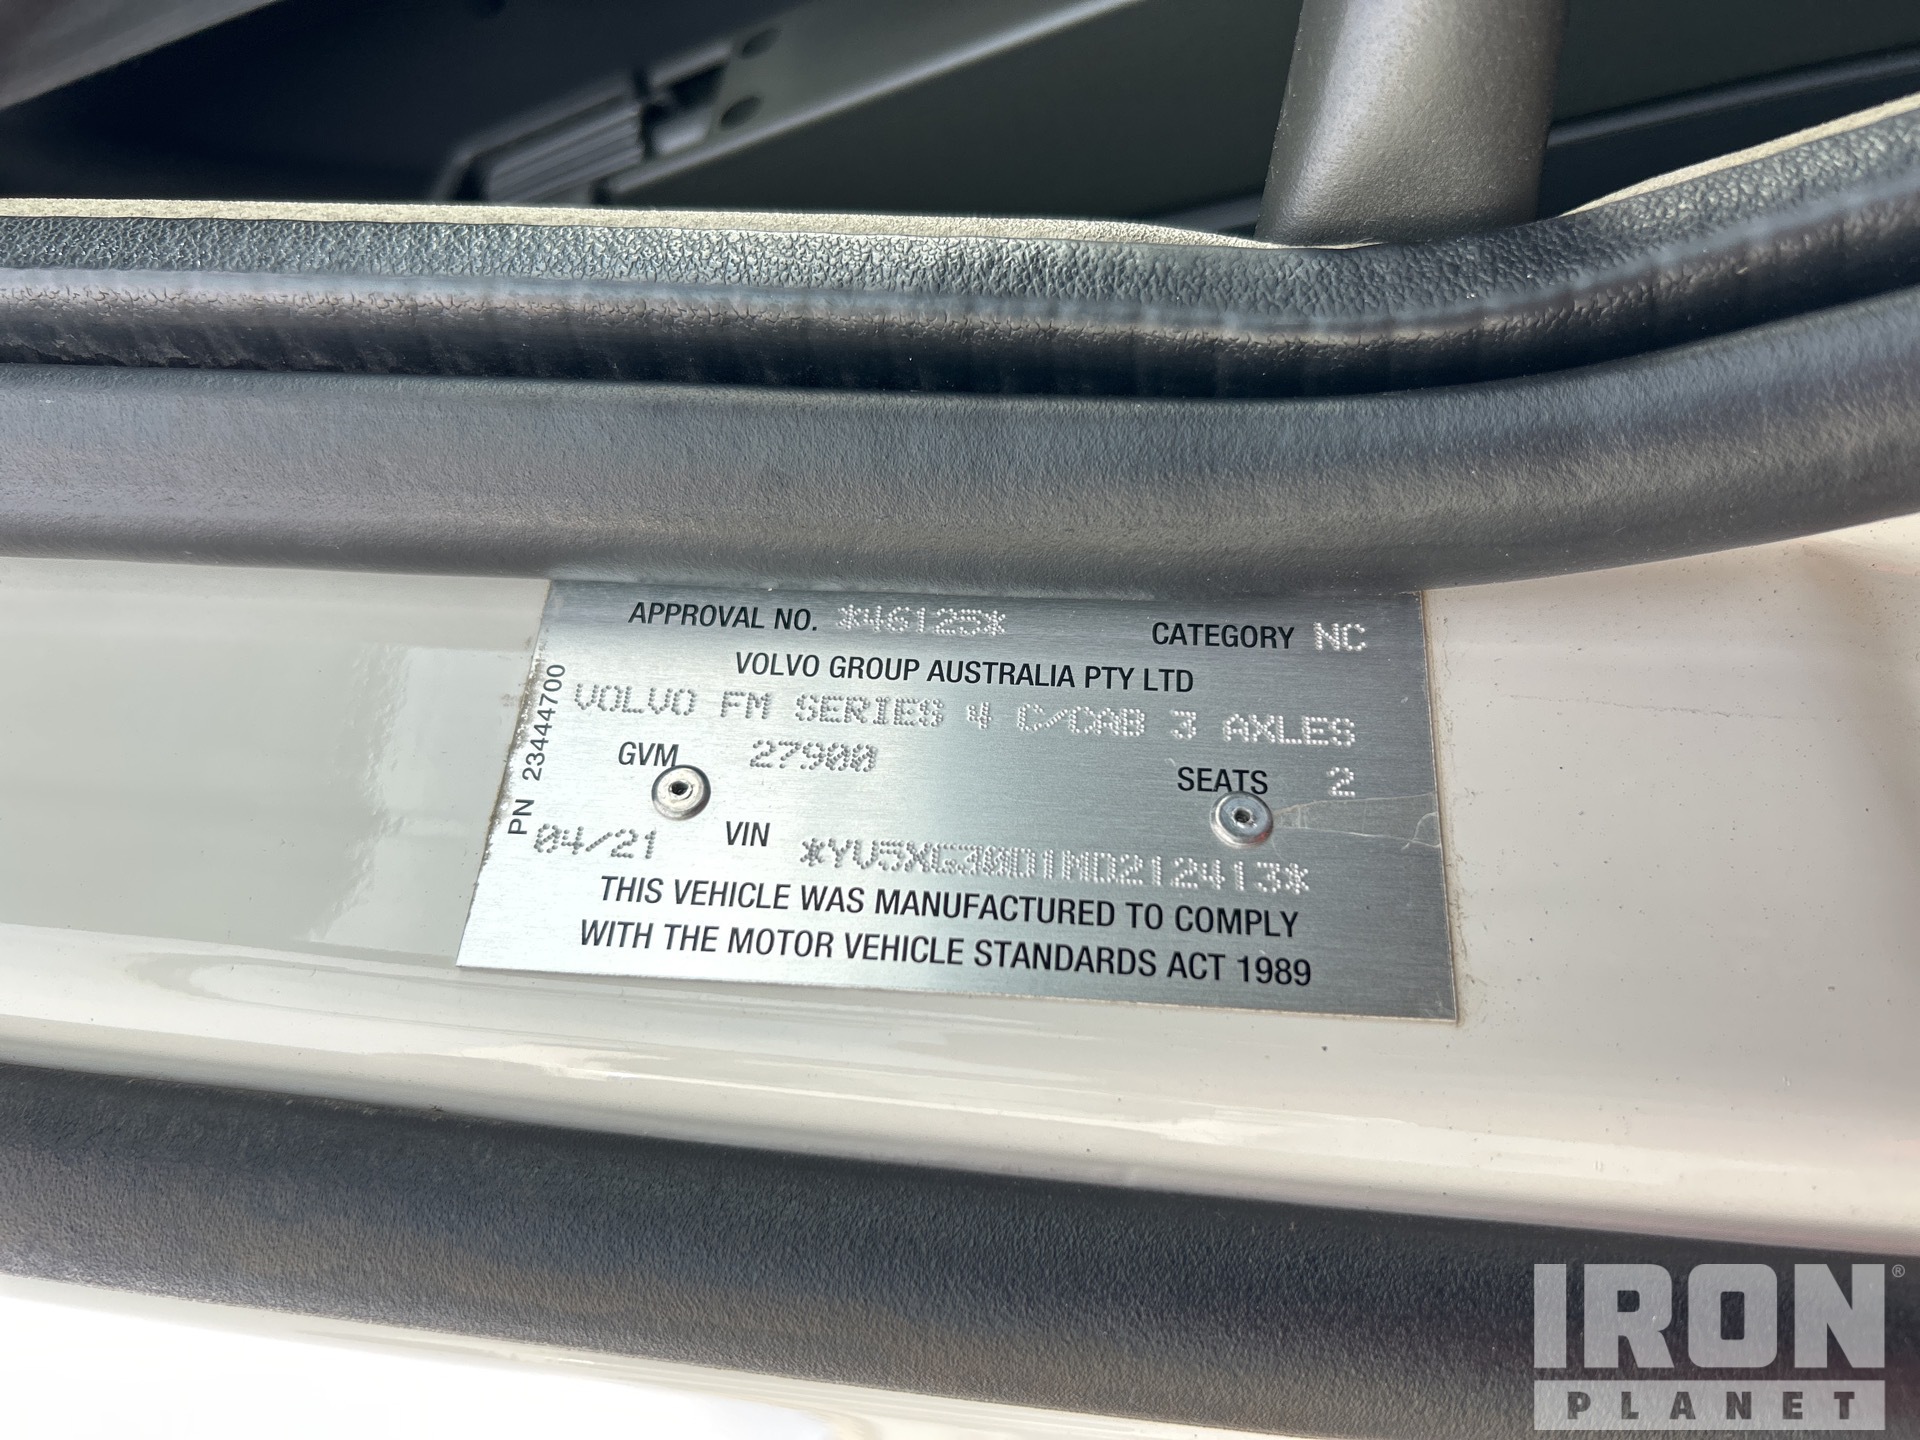 APPROVAL NO. *46125* CATEGORY NC
VOLVO GROUP AUSTRALIA PTY LTD
VOLVO FM SERIES 4 C/CAB 3 AXLES
GVM 27900 SEATS 2
PN 23444700
04/21 VIN *YV5XG30D1MD212413*
THIS VEHICLE WAS MANUFACTURED TO COMPLY
WITH THE MOTOR VEHICLE STANDARDS ACT 1989
IRON®
PLANET